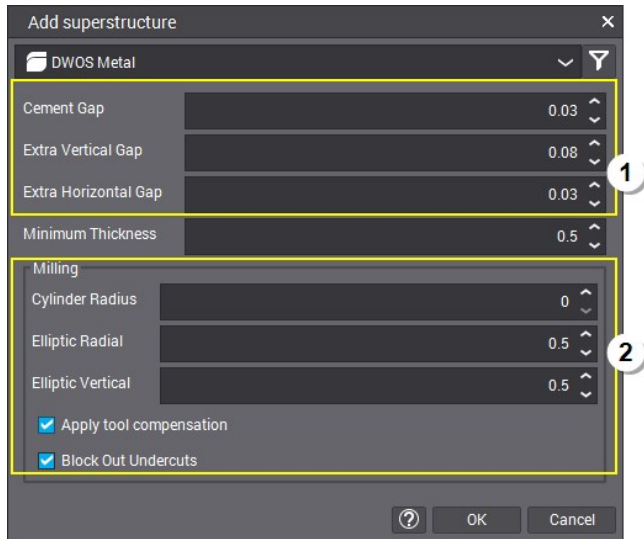 Add superstructure
DWOS Metal
Cement Gap 0.03
Extra Vertical Gap 0.08
1
Extra Horizontal Gap 0.03
Minimum Thickness 0.5
Milling
Cylinder Radius 0
Elliptic Radial 0.5
2
Elliptic Vertical 0.5
Apply tool compensation
Block Out Undercuts
? OK Cancel